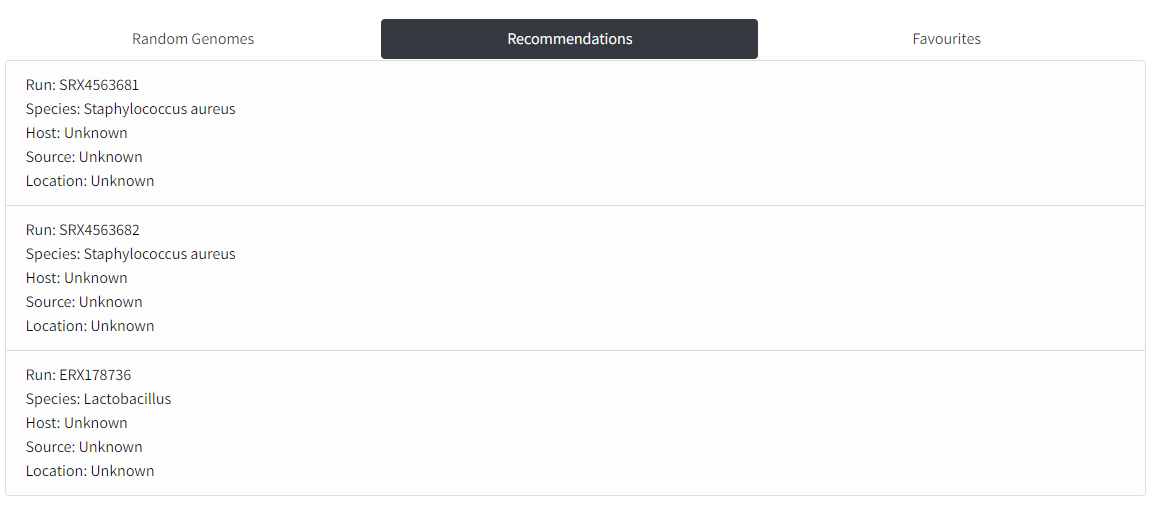 Random Genomes
Recommendations
Favourites
Run: SRX4563681
Species: Staphylococcus aureus
Host: Unknown
Source: Unknown
Location: Unknown
Run: SRX4563682
Species: Staphylococcus aureus
Host: Unknown
Source: Unknown
Location: Unknown
Run: ERX178736
Species: Lactobacillus
Host: Unknown
Source: Unknown
Location: Unknown